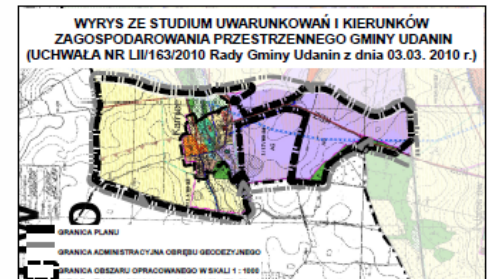 WYRYS ZE STUDIUM UWARUNKOWAŃ I KIERUNKÓW
ZAGOSPODAROWANIA PRZESTRZENNEGO GMINY UDANIN
(UCHWAŁA NR LII/163/2010 Rady Gminy Udanin z dnia 03.03. 2010 r.)
GRANICA PLANU
GRANICA ADMINISTRACYJNA OBRĘBU GEODEZYJNEGO
GRANICA OBSZARU OPRACOWANEGO W SKALI 1 : 1000